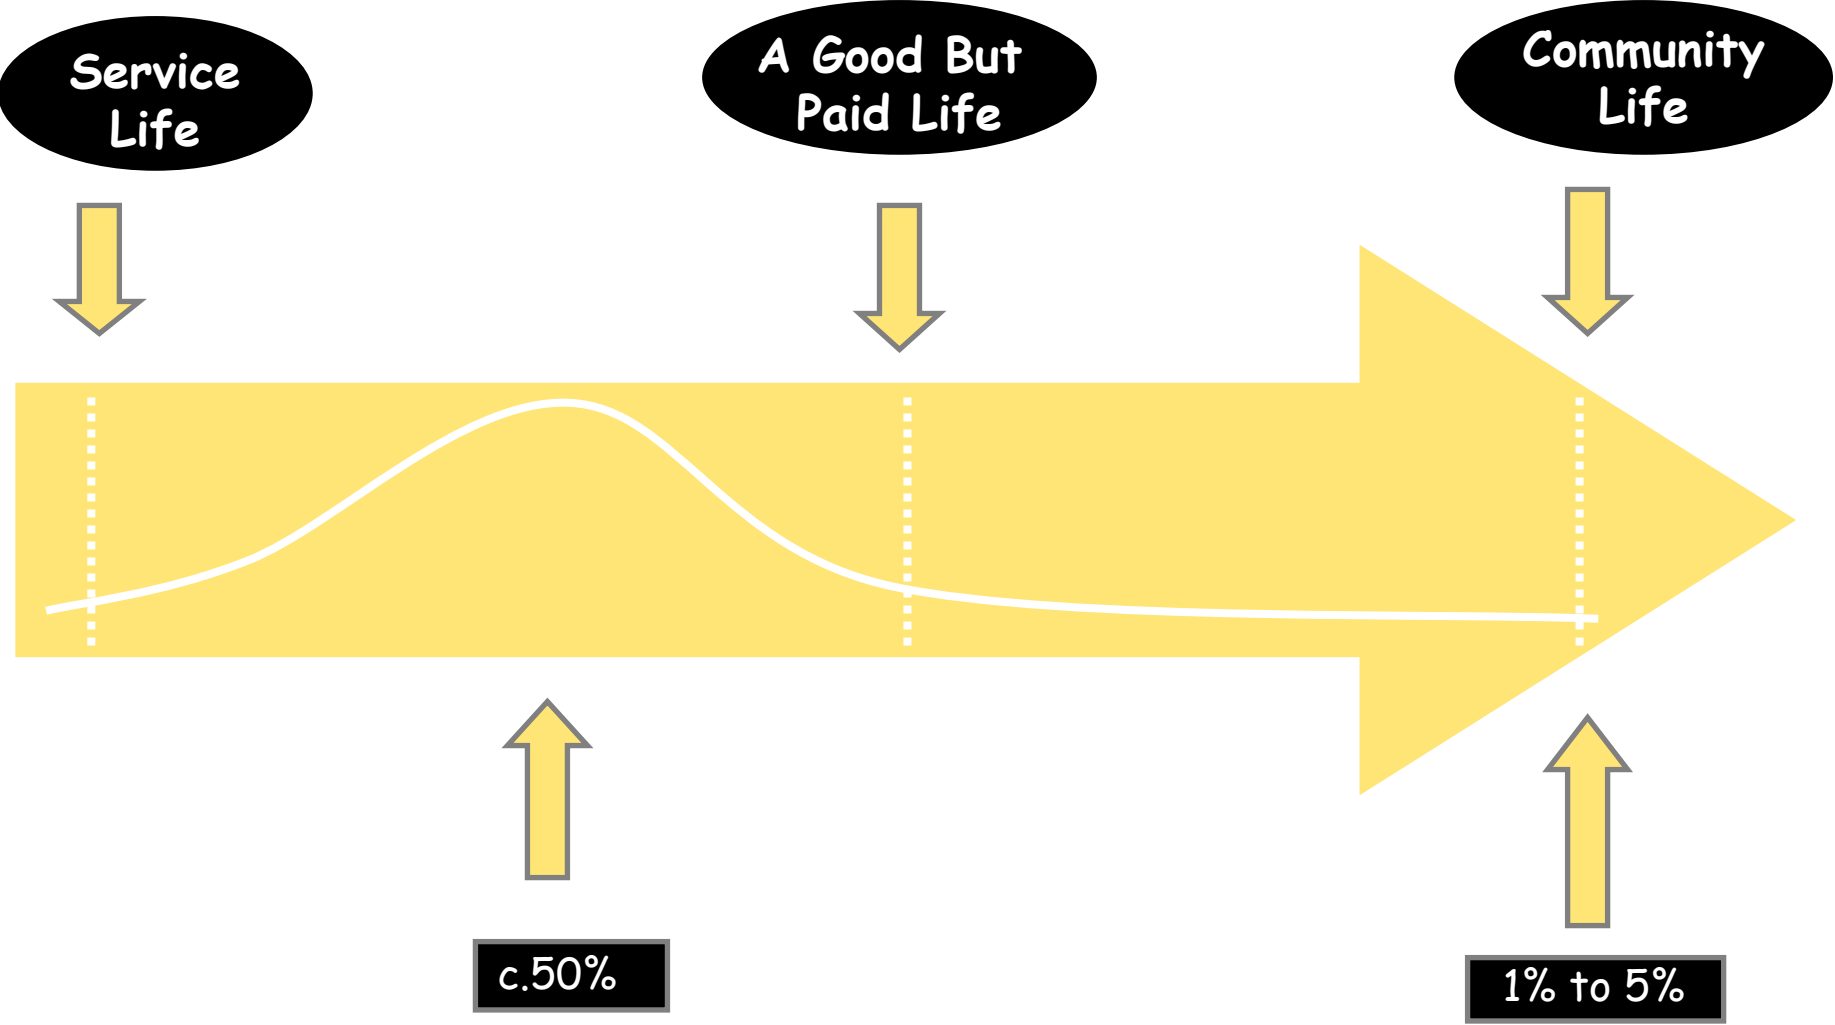 Service
Life
A Good But
Paid Life
Community
Life
c.50%
1% to 5%